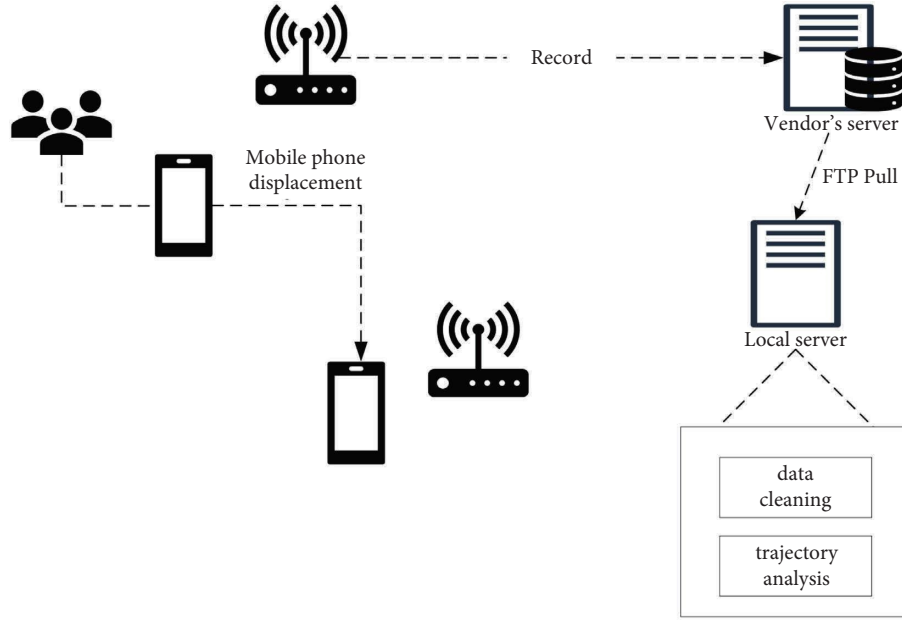 Record
Vendor's server
Mobile phone
displacement
FTP Pull
Local server
data
cleaning
trajectory
analysis